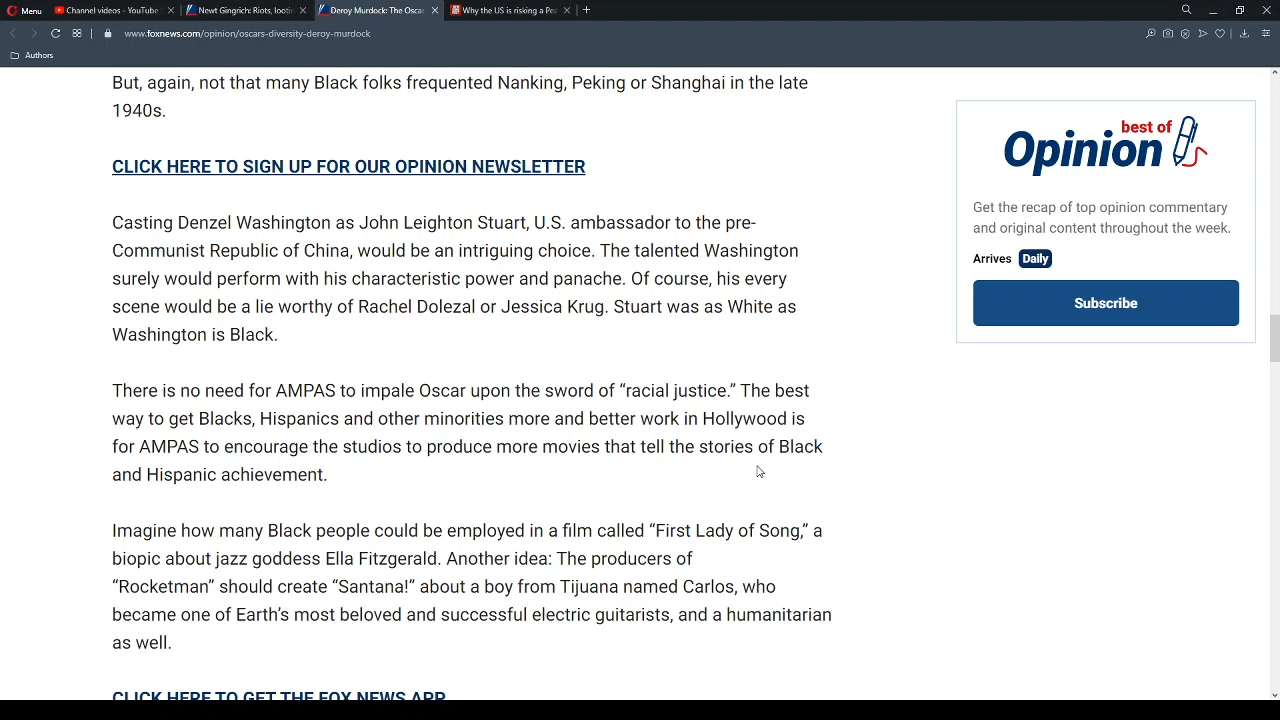 Menu
Channel videos - YouTube
Newt Gingrich: Riots, lootin
Deroy Murdock: The Oscar
Why the US is risking a Pea
www.foxnews.com/opinion/oscars-diversity-deroy-murdock
Authors
But, again, not that many Black folks frequented Nanking, Peking or Shanghai in the late
1940s.
CLICK HERE TO SIGN UP FOR OUR OPINION NEWSLETTER
Casting Denzel Washington as John Leighton Stuart, U.S. ambassador to the pre-
Communist Republic of China, would be an intriguing choice. The talented Washington
surely would perform with his characteristic power and panache. Of course, his every
scene would be a lie worthy of Rachel Dolezal or Jessica Krug. Stuart was as White as
Washington is Black.
There is no need for AMPAS to impale Oscar upon the sword of “racial justice.” The best
way to get Blacks, Hispanics and other minorities more and better work in Hollywood is
for AMPAS to encourage the studios to produce more movies that tell the stories of Black
and Hispanic achievement.
Imagine how many Black people could be employed in a film called “First Lady of Song,” a
biopic about jazz goddess Ella Fitzgerald. Another idea: The producers of
“Rocketman” should create “Santana!” about a boy from Tijuana named Carlos, who
became one of Earth’s most beloved and successful electric guitarists, and a humanitarian
as well.
CLICK HERE TO GET THE FOX NEWS APP
best of
Opinion
Get the recap of top opinion commentary
and original content throughout the week.
Arrives Daily
Subscribe